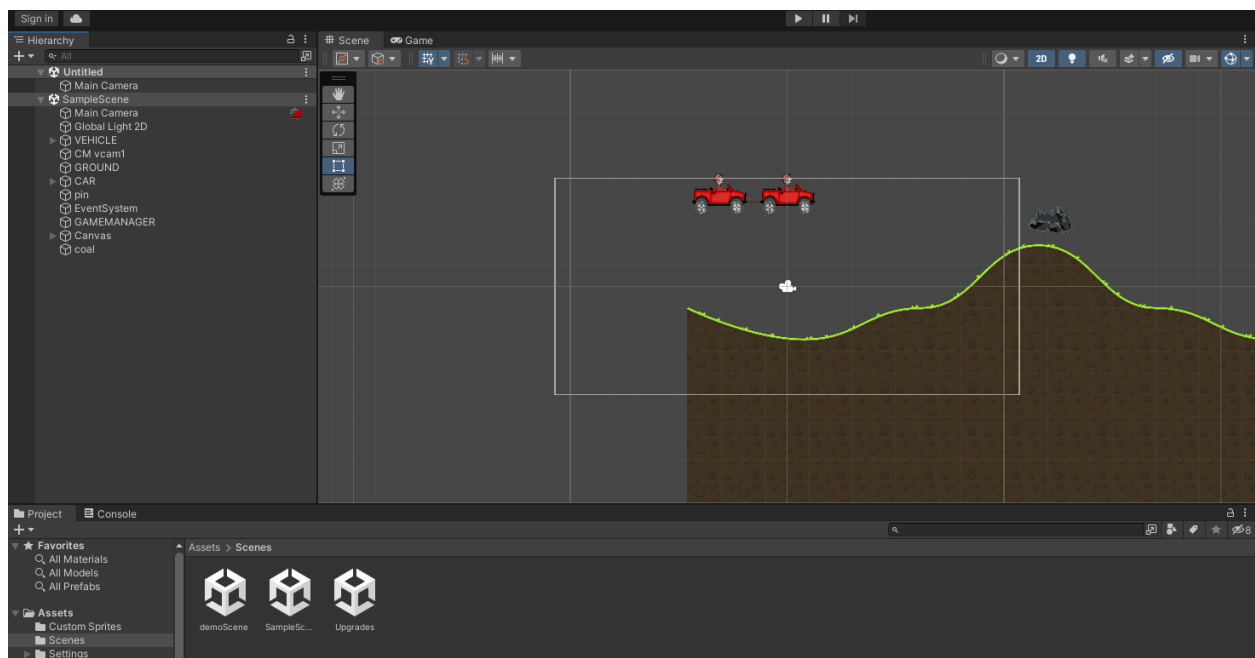 Sign in
Hierarchy
# Scene Game
All
2D
Untitled
Main Camera
SampleScene
Main Camera
Global Light 2D
VEHICLE
CM vcam1
GROUND
CAR
pin
EventSystem
GAMEMANAGER
Canvas
coal
Project Console
8
Favorites
Assets > Scenes
All Materials
All Models
All Prefabs
demoScene SampleSc... Upgrades
Assets
Custom Sprites
Scenes
Settings